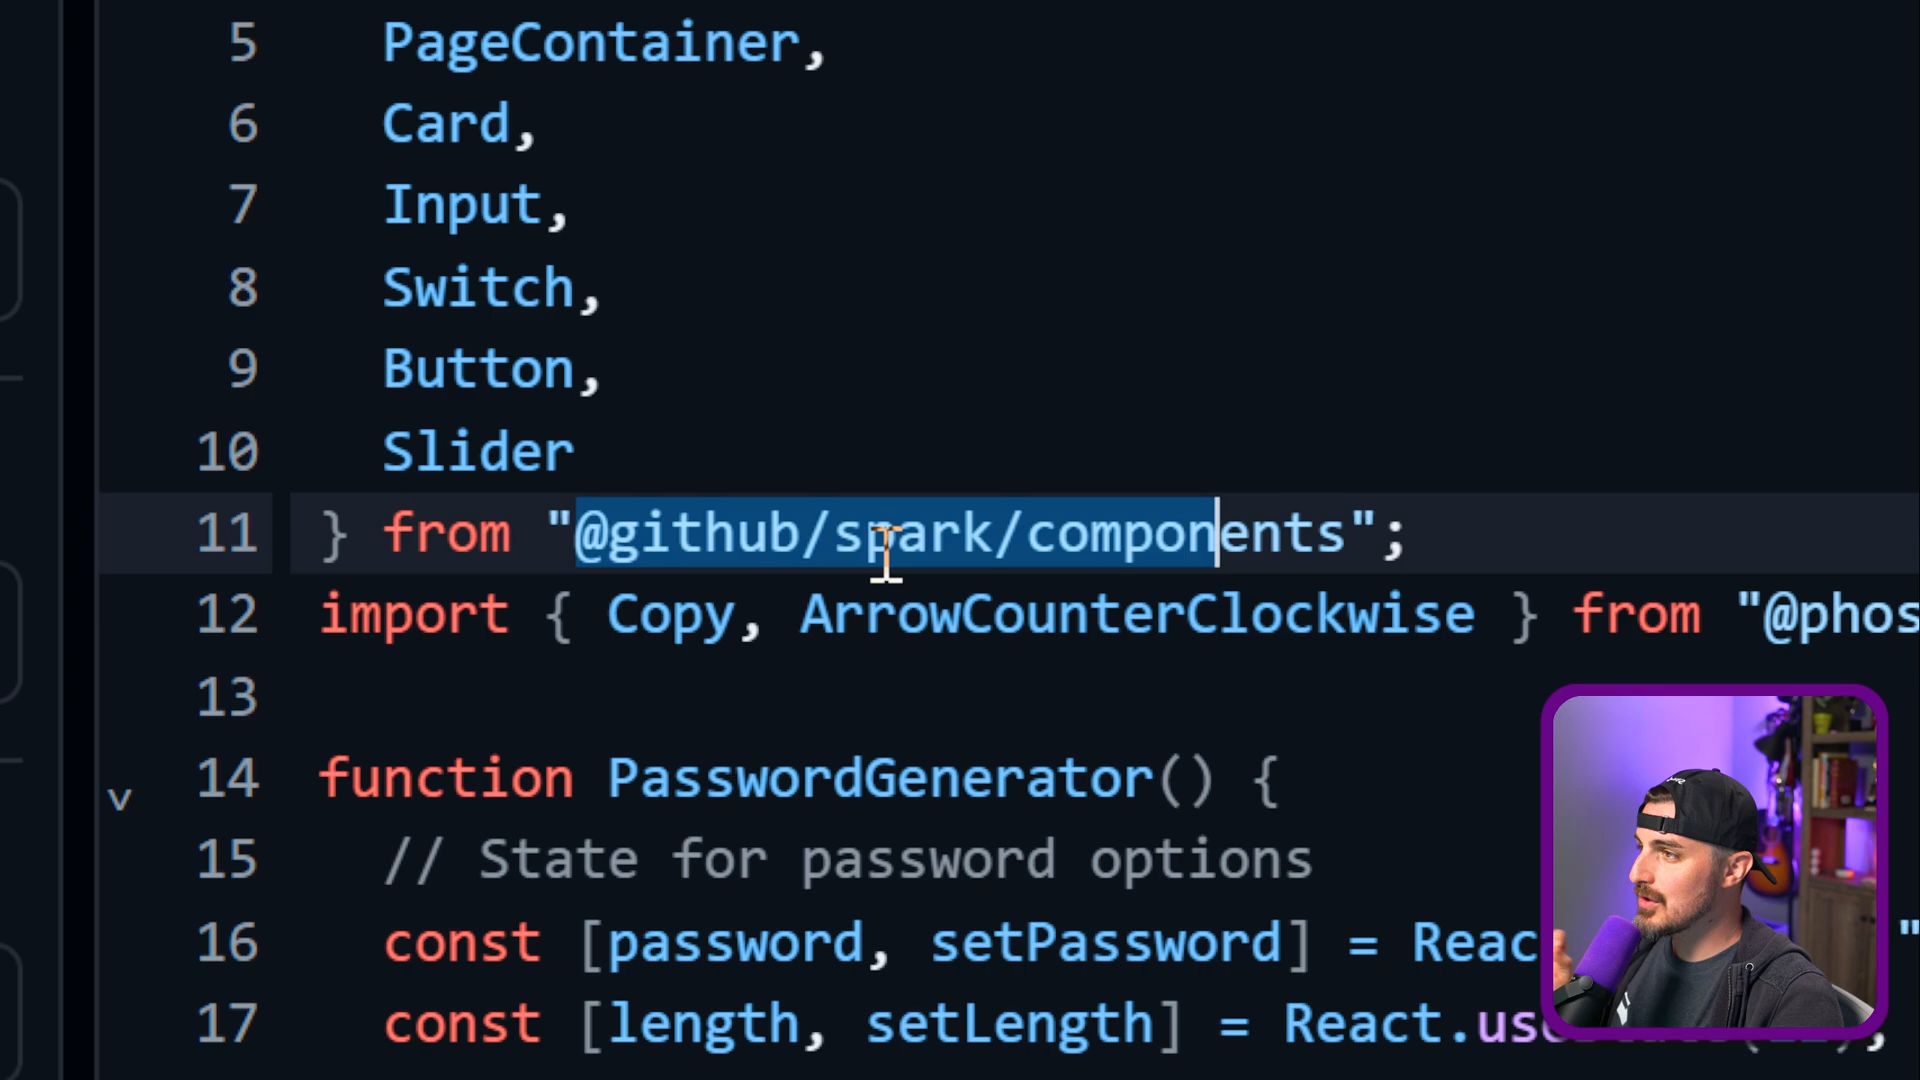 5 PageContainer,
6 Card,
7 Input,
8 Switch,
9 Button,
10 Slider
11 } from "@github/spark/components";
12 import { Copy, ArrowCounterClockwise } from "@phos
13
14 function PasswordGenerator() {
15 // State for password options
16 const [password, setPassword] = Reac "
17 const [length, setLength] = React.us ,